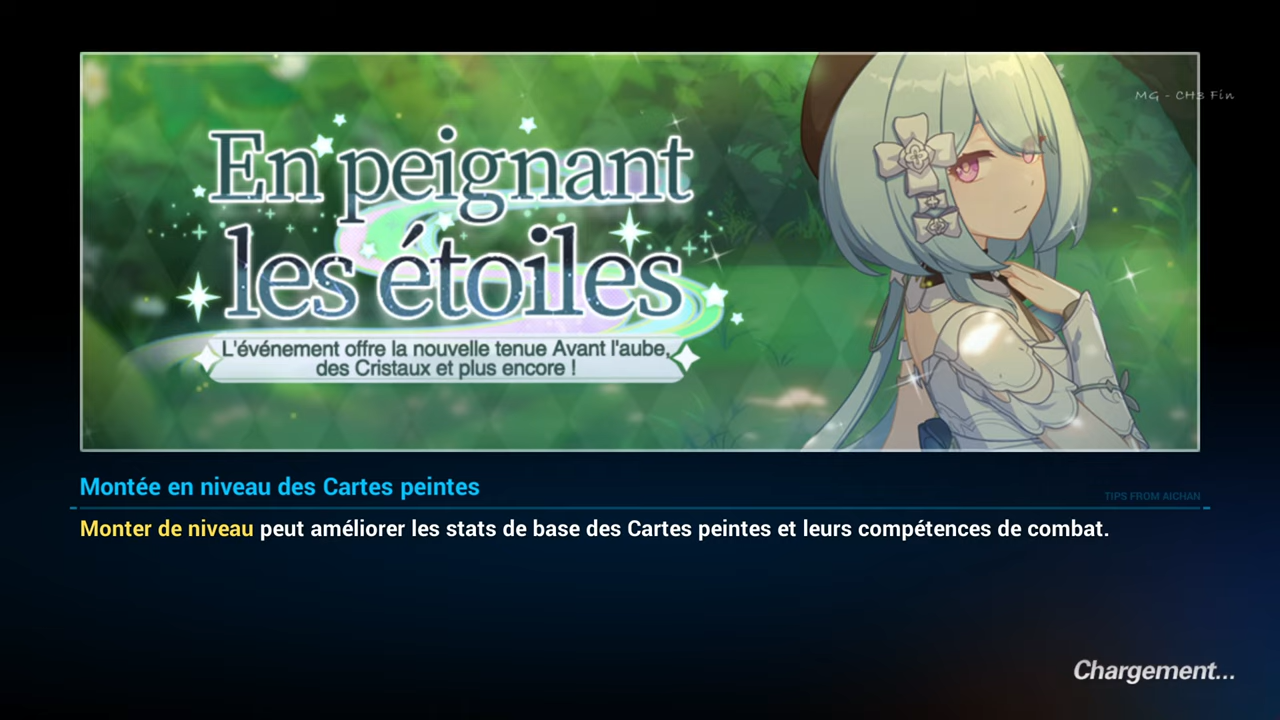 MG - CH3 Fin
En peignant
les étoiles
L'événement offre la nouvelle tenue Avant l'aube,
des Cristaux et plus encore !
Montée en niveau des Cartes peintes
TIPS FROM AICHAN
Monter de niveau peut améliorer les stats de base des Cartes peintes et leurs compétences de combat.
Chargement...